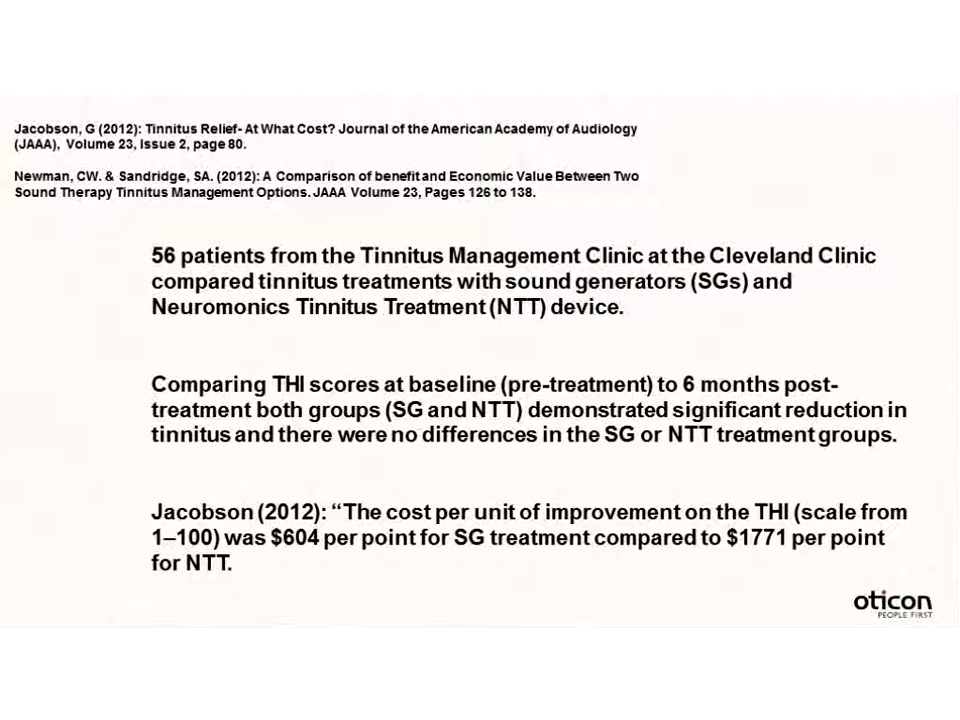 Jacobson, G (2012): Tinnitus Relief- At What Cost? Journal of the American Academy of Audiology
(JAAA), Volume 23, Issue 2, page 80.
Newman, CW. & Sandridge, SA. (2012): A Comparison of benefit and Economic Value Between Two
Sound Therapy Tinnitus Management Options. JAAA Volume 23, Pages 126 to 138.
56 patients from the Tinnitus Management Clinic at the Cleveland Clinic
compared tinnitus treatments with sound generators (SGs) and
Neuromonics Tinnitus Treatment (NTT) device.
Comparing THI scores at baseline (pre-treatment) to 6 months post-
treatment both groups (SG and NTT) demonstrated significant reduction in
tinnitus and there were no differences in the SG or NTT treatment groups.
Jacobson (2012): “The cost per unit of improvement on the THI (scale from
1–100) was $604 per point for SG treatment compared to $1771 per point
for NTT.
oticon
PEOPLE FIRST